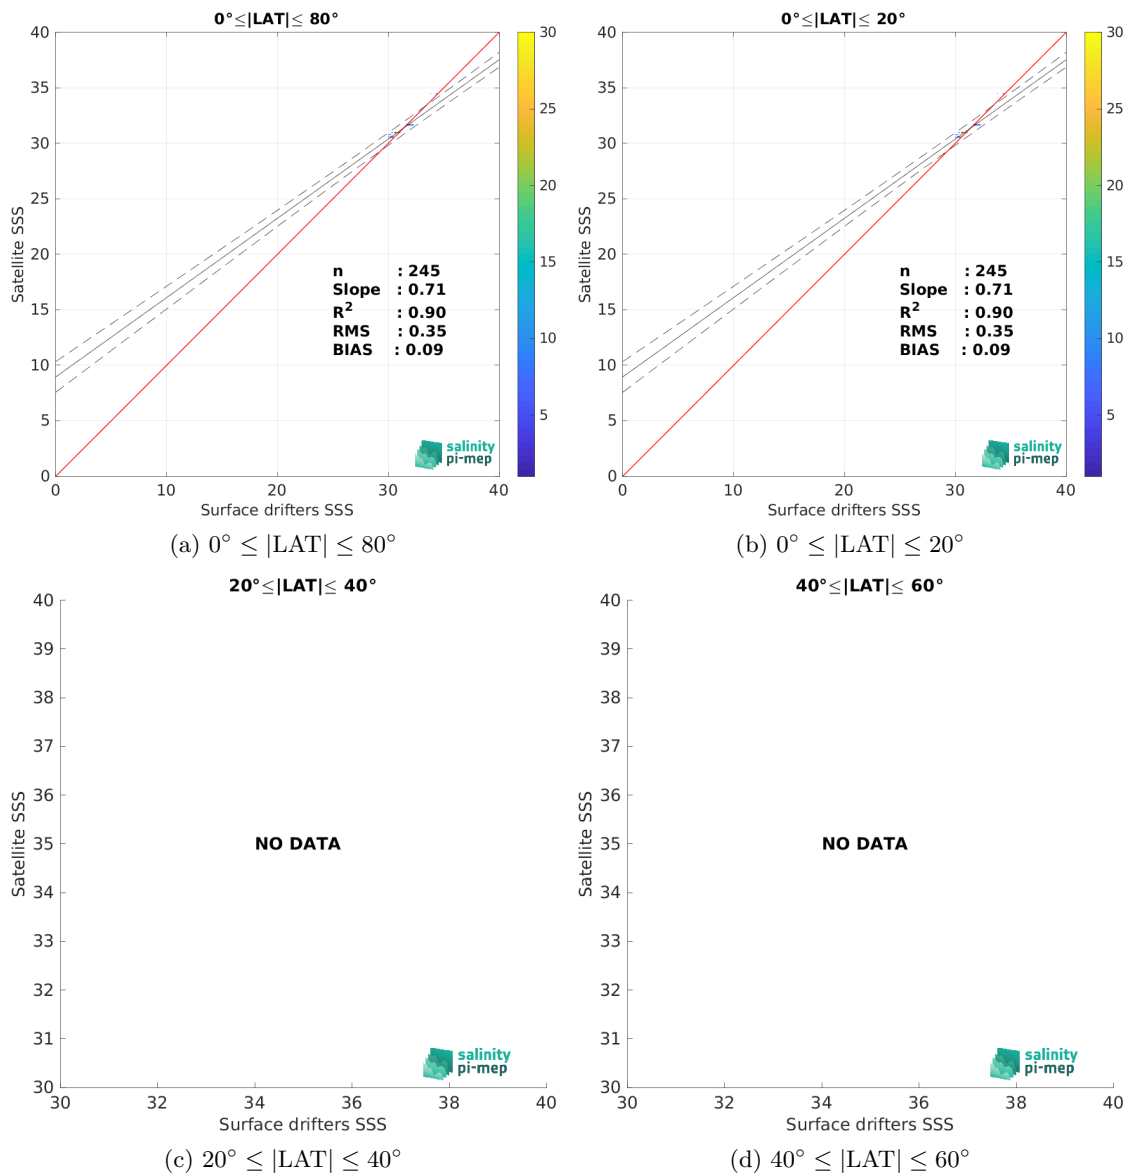 0°≤|LAT|≤ 80°
40
35
30
25
20
15
10
5
0
0
10
20
30
40
Satellite SSS
Surface drifters SSS
n : 245
Slope : 0.71
R² : 0.90
RMS : 0.35
BIAS : 0.09
salinity
pi-mep
30
25
20
15
10
5
(a) 0° ≤ |LAT| ≤ 80°
0°≤|LAT|≤ 20°
40
35
30
25
20
15
10
5
0
0
10
20
30
40
Satellite SSS
Surface drifters SSS
n : 245
Slope : 0.71
R² : 0.90
RMS : 0.35
BIAS : 0.09
salinity
pi-mep
30
25
20
15
10
5
(b) 0° ≤ |LAT| ≤ 20°
20°≤|LAT|≤ 40°
40
39
38
37
36
35
34
33
32
31
30
30
32
34
36
38
40
Satellite SSS
Surface drifters SSS
NO DATA
salinity
pi-mep
(c) 20° ≤ |LAT| ≤ 40°
40°≤|LAT|≤ 60°
40
39
38
37
36
35
34
33
32
31
30
30
32
34
36
38
40
Satellite SSS
Surface drifters SSS
NO DATA
salinity
pi-mep
(d) 40° ≤ |LAT| ≤ 60°